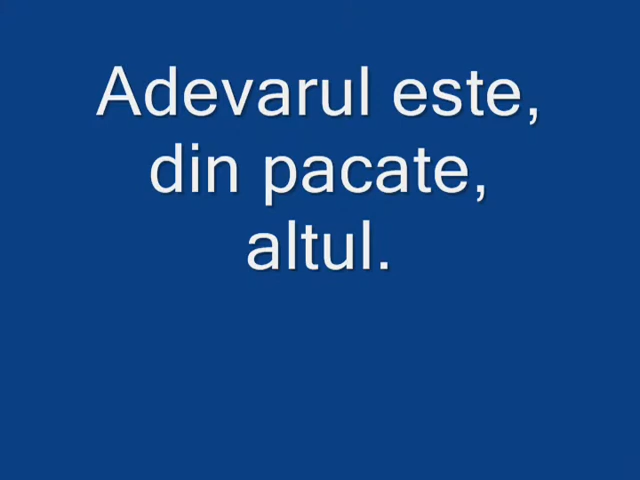 Adevarul este,
din pacate,
altul.